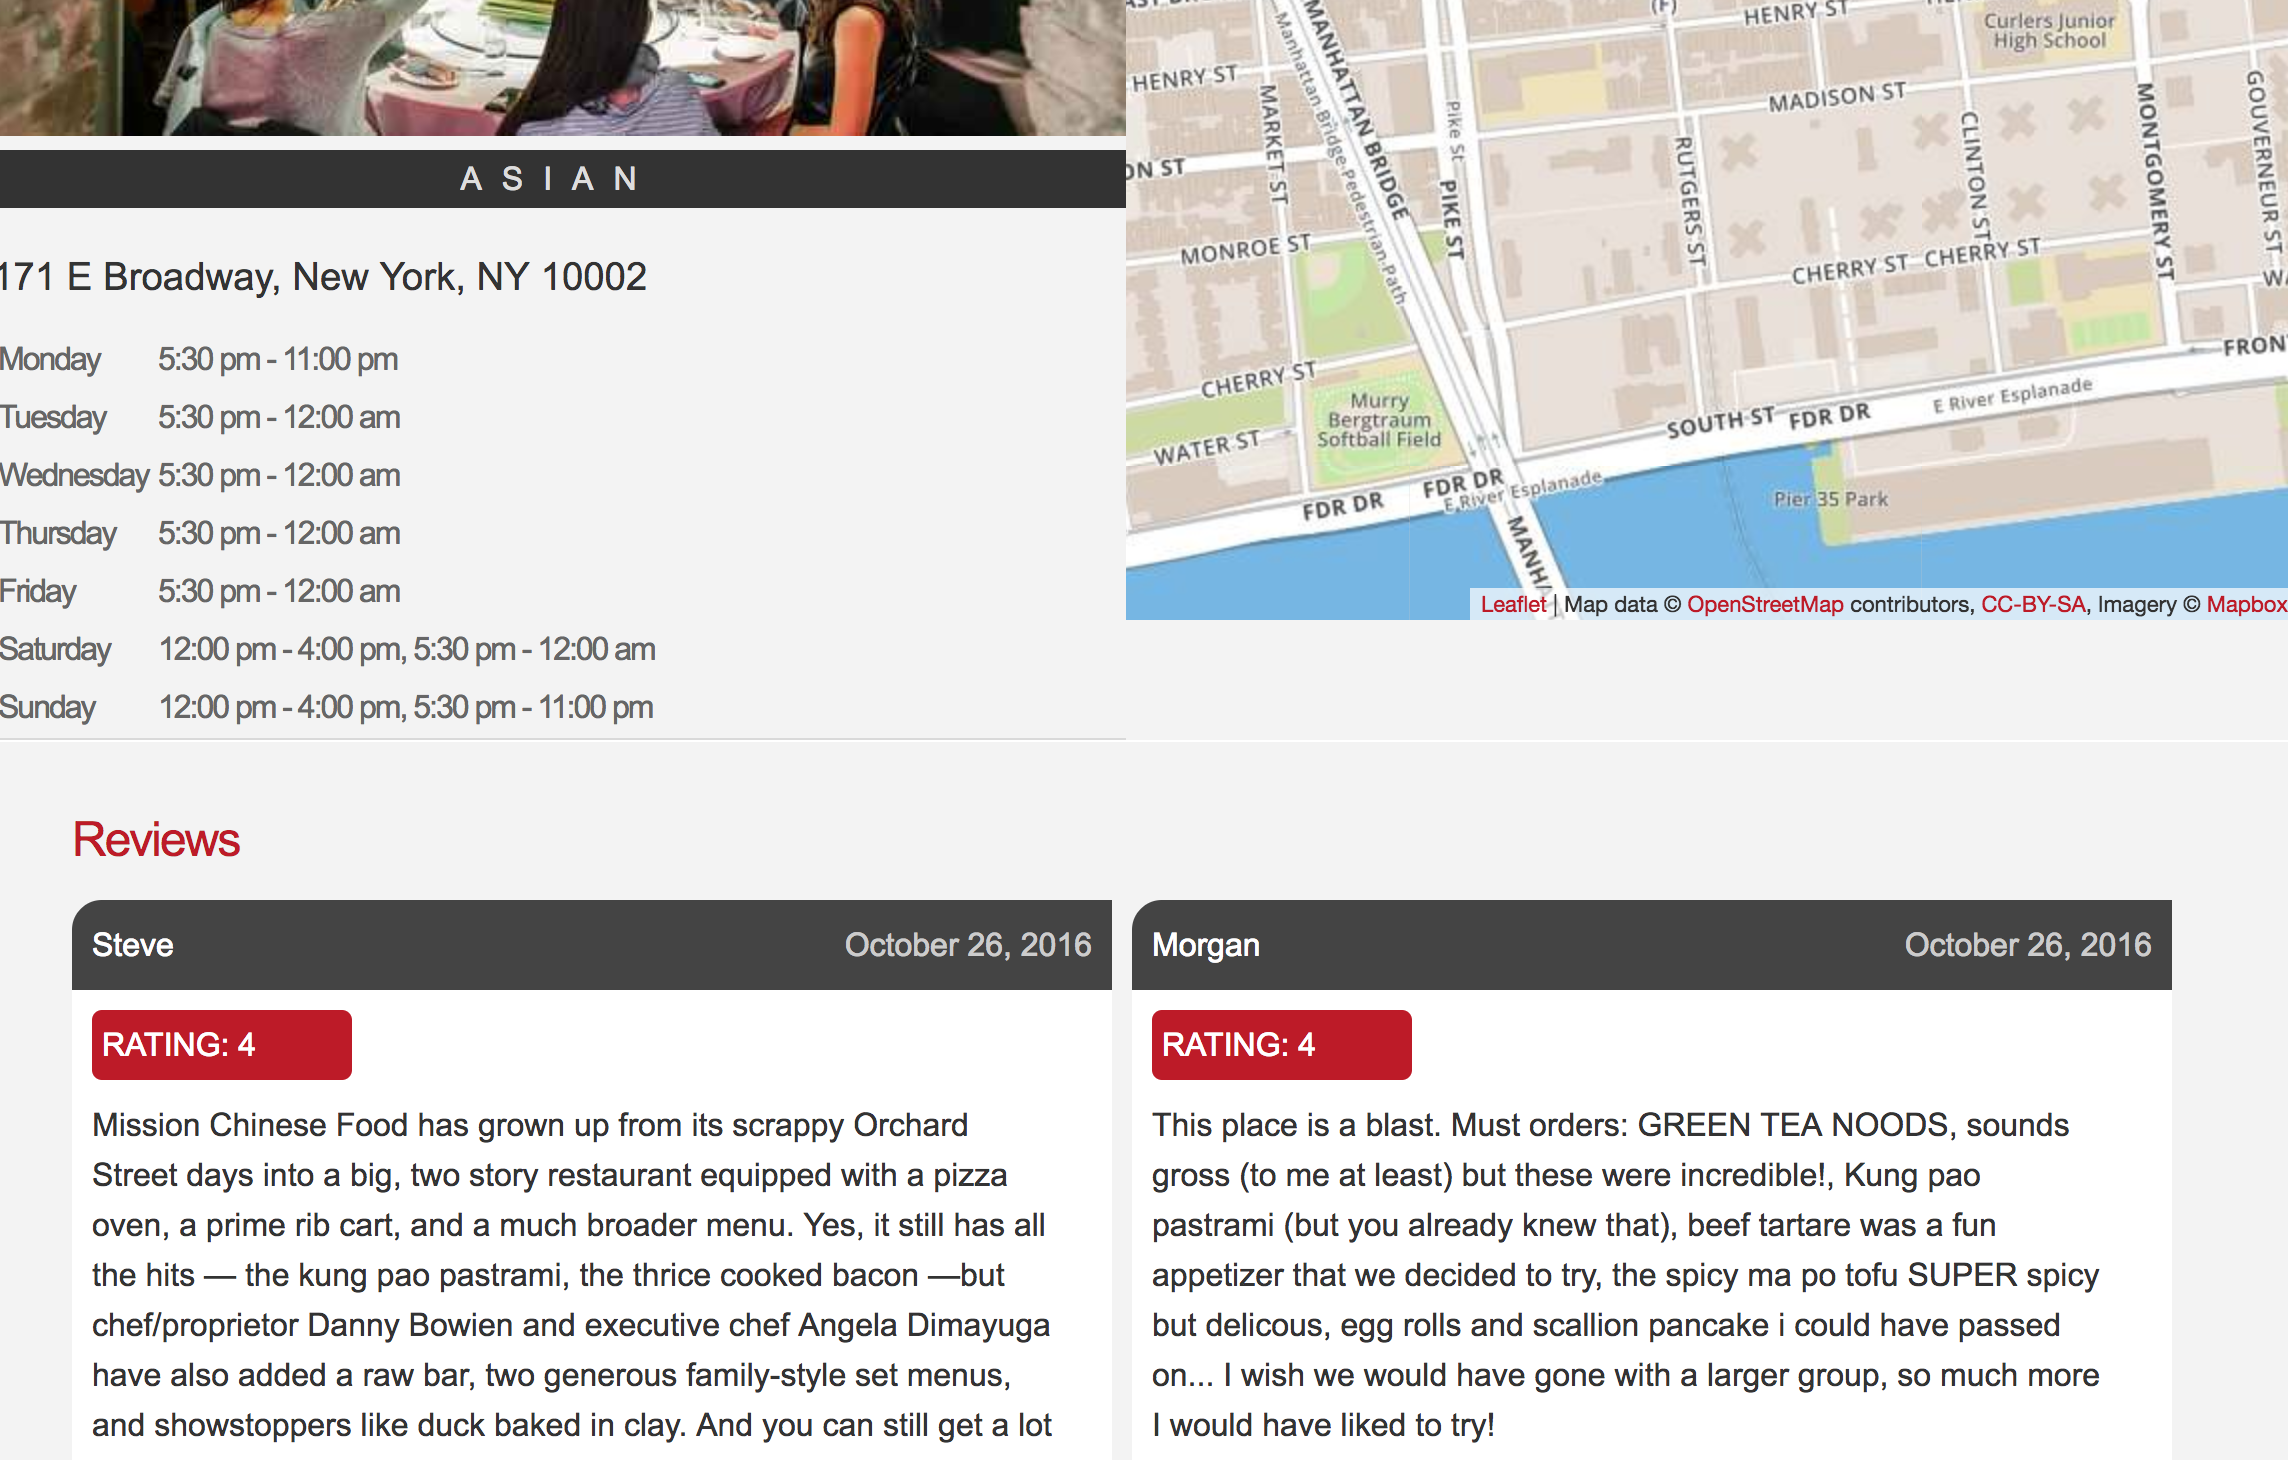 ASIAN
171 E Broadway, New York, NY 10002
Monday 5:30 pm - 11:00 pm
Tuesday 5:30 pm - 12:00 am
Wednesday 5:30 pm - 12:00 am
Thursday 5:30 pm - 12:00 am
Friday 5:30 pm - 12:00 am
Saturday 12:00 pm - 4:00 pm, 5:30 pm - 12:00 am
Sunday 12:00 pm - 4:00 pm, 5:30 pm - 11:00 pm
(F)
HENRY ST
Curlers Junior
High School
HENRY ST
MANHATTAN BRIDGE
Manhattan Bridge Pedestrian Path
MARKET ST
Pike St
PIKE ST
MADISON ST
RUTGERS ST
CLINTON ST
MONTGOMERY ST
GOUVERNEUR ST
ON ST
MONROE ST
CHERRY ST
CHERRY ST
CHERRY ST
Murry
Bergtraum
Softball Field
WATER ST
SOUTH ST
FDR DR
E River Esplanade
FRON
FDR DR
FDR DR
E River Esplanade
Pier 35 Park
MANHA
Leaflet | Map data © OpenStreetMap contributors, CC-BY-SA, Imagery © Mapbox
Reviews
Steve October 26, 2016
RATING: 4
Mission Chinese Food has grown up from its scrappy Orchard
Street days into a big, two story restaurant equipped with a pizza
oven, a prime rib cart, and a much broader menu. Yes, it still has all
the hits — the kung pao pastrami, the thrice cooked bacon —but
chef/proprietor Danny Bowien and executive chef Angela Dimayuga
have also added a raw bar, two generous family-style set menus,
and showstoppers like duck baked in clay. And you can still get a lot
Morgan October 26, 2016
RATING: 4
This place is a blast. Must orders: GREEN TEA NOODS, sounds
gross (to me at least) but these were incredible!, Kung pao
pastrami (but you already knew that), beef tartare was a fun
appetizer that we decided to try, the spicy ma po tofu SUPER spicy
but delicous, egg rolls and scallion pancake i could have passed
on... I wish we would have gone with a larger group, so much more
I would have liked to try!